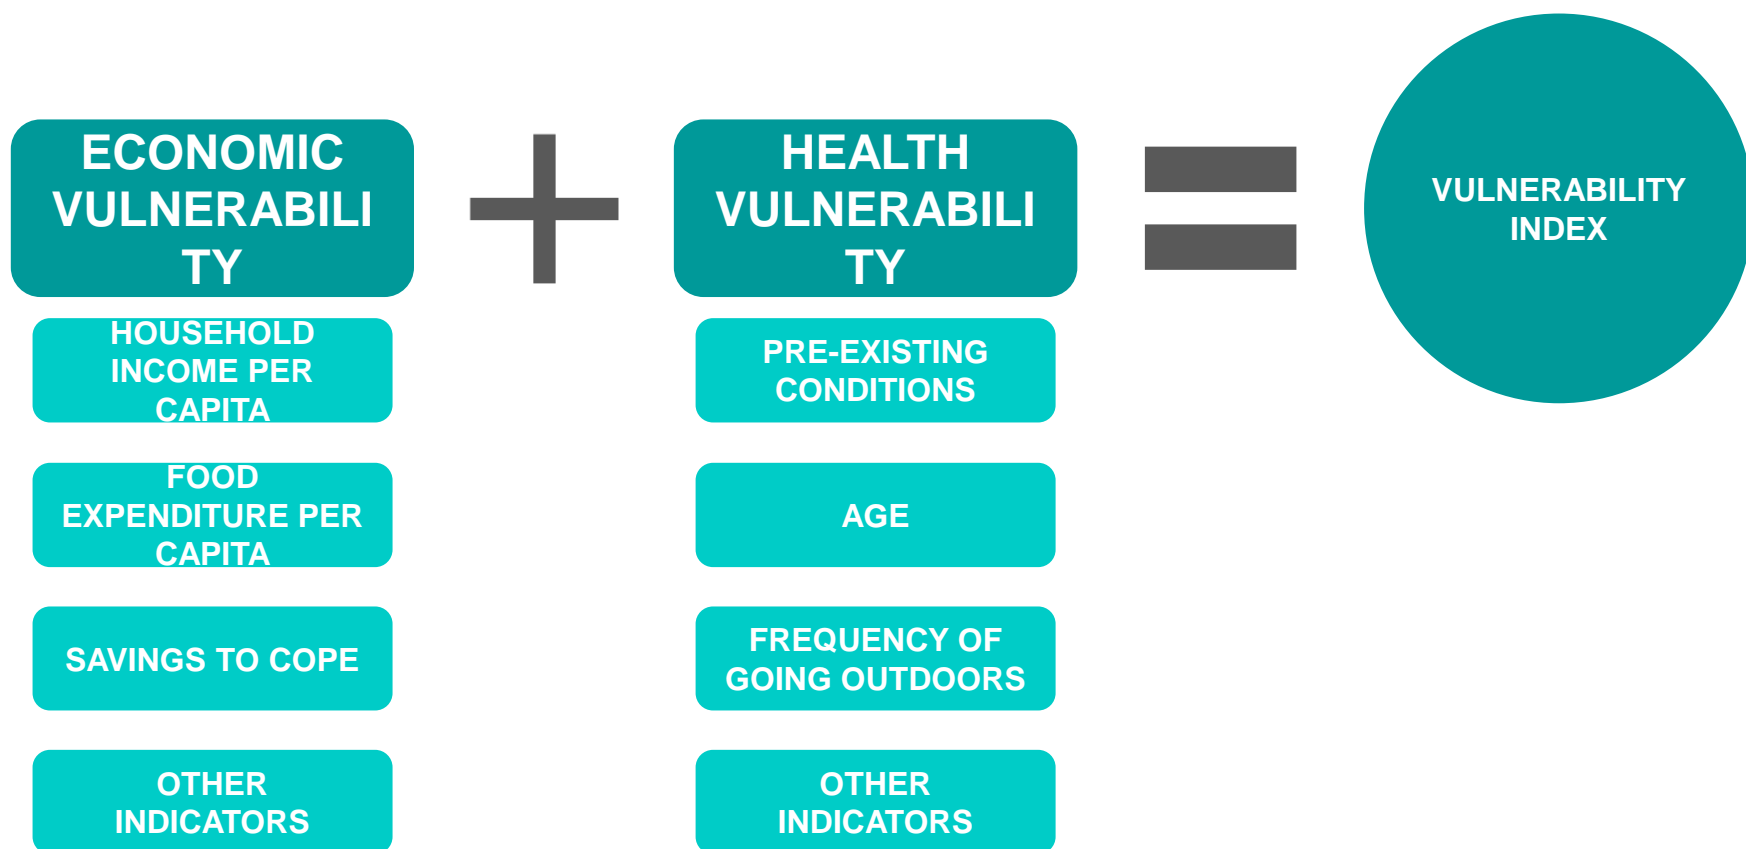 ECONOMIC
VULNERABILI
TY
HOUSEHOLD
INCOME PER
CAPITA
FOOD
EXPENDITURE PER
CAPITA
SAVINGS TO COPE
OTHER
INDICATORS
HEALTH
VULNERABILI
TY
PRE-EXISTING
CONDITIONS
AGE
FREQUENCY OF
GOING OUTDOORS
OTHER
INDICATORS
VULNERABILITY
INDEX